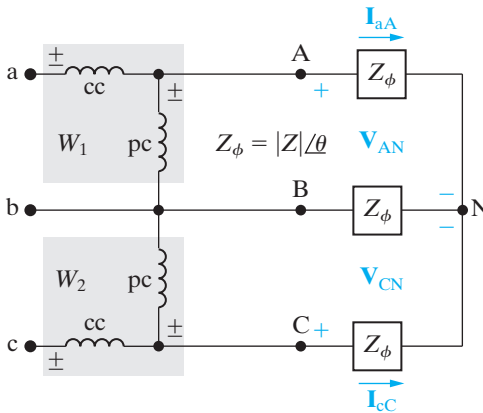 I_aA
a ± cc A + Z_ϕ
±
W_1 pc Z_ϕ = |Z|∠θ V_AN
b B Z_ϕ − N
−
W_2 pc V_CN
cc ± C + Z_ϕ
c ±
I_cC